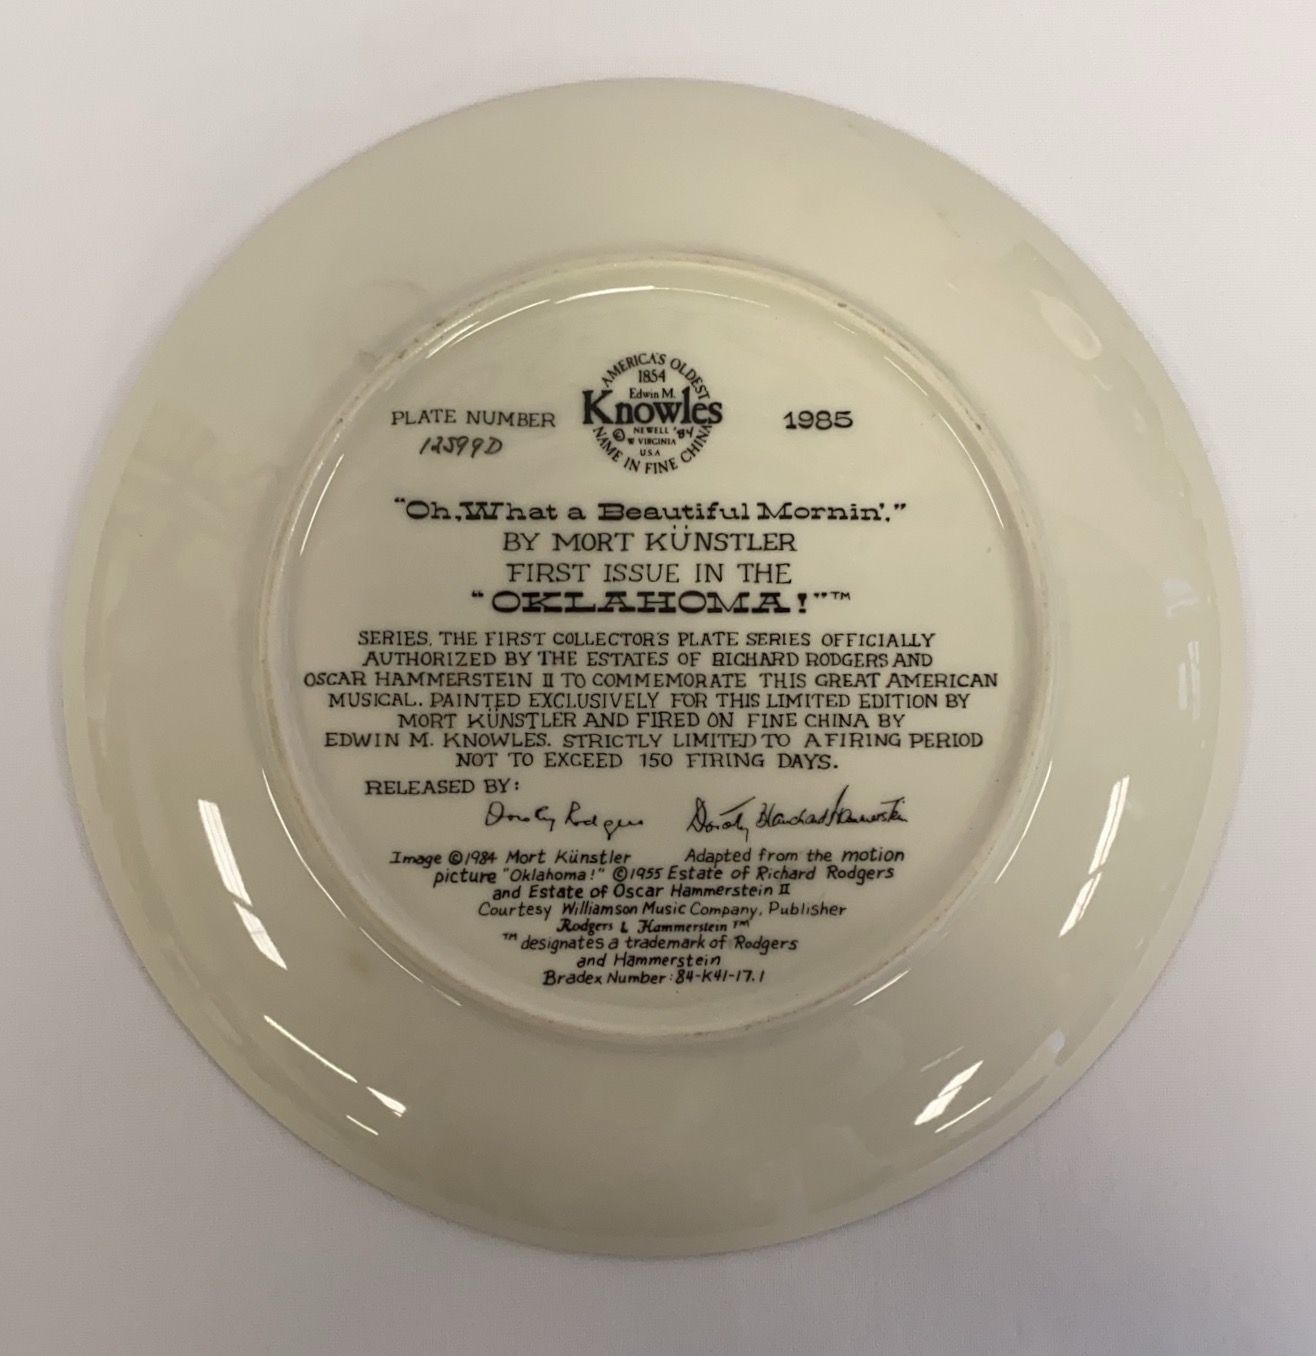 AMERICA'S OLDEST
1854
Edwin M.
Knowles
© NEWELL '84
W VIRGINIA
U.S.A
NAME IN FINE CHINA
PLATE NUMBER
12599D
1985
"Oh, What a Beautiful Mornin',"
BY MORT KÜNSTLER
FIRST ISSUE IN THE
"OKLAHOMA!"™
SERIES, THE FIRST COLLECTOR'S PLATE SERIES OFFICIALLY
AUTHORIZED BY THE ESTATES OF RICHARD RODGERS AND
OSCAR HAMMERSTEIN II TO COMMEMORATE THIS GREAT AMERICAN
MUSICAL. PAINTED EXCLUSIVELY FOR THIS LIMITED EDITION BY
MORT KÜNSTLER AND FIRED ON FINE CHINA BY
EDWIN M. KNOWLES. STRICTLY LIMITED TO A FIRING PERIOD
NOT TO EXCEED 150 FIRING DAYS.
RELEASED BY:
Dorothy Rodgers Dorothy Blanchard Hammerstein
Image ©1984 Mort Künstler Adapted from the motion
picture "Oklahoma!" ©1955 Estate of Richard Rodgers
and Estate of Oscar Hammerstein II
Courtesy Williamson Music Company, Publisher
Rodgers & Hammerstein ™
™ designates a trademark of Rodgers
and Hammerstein
Bradex Number: 84-K41-17.1